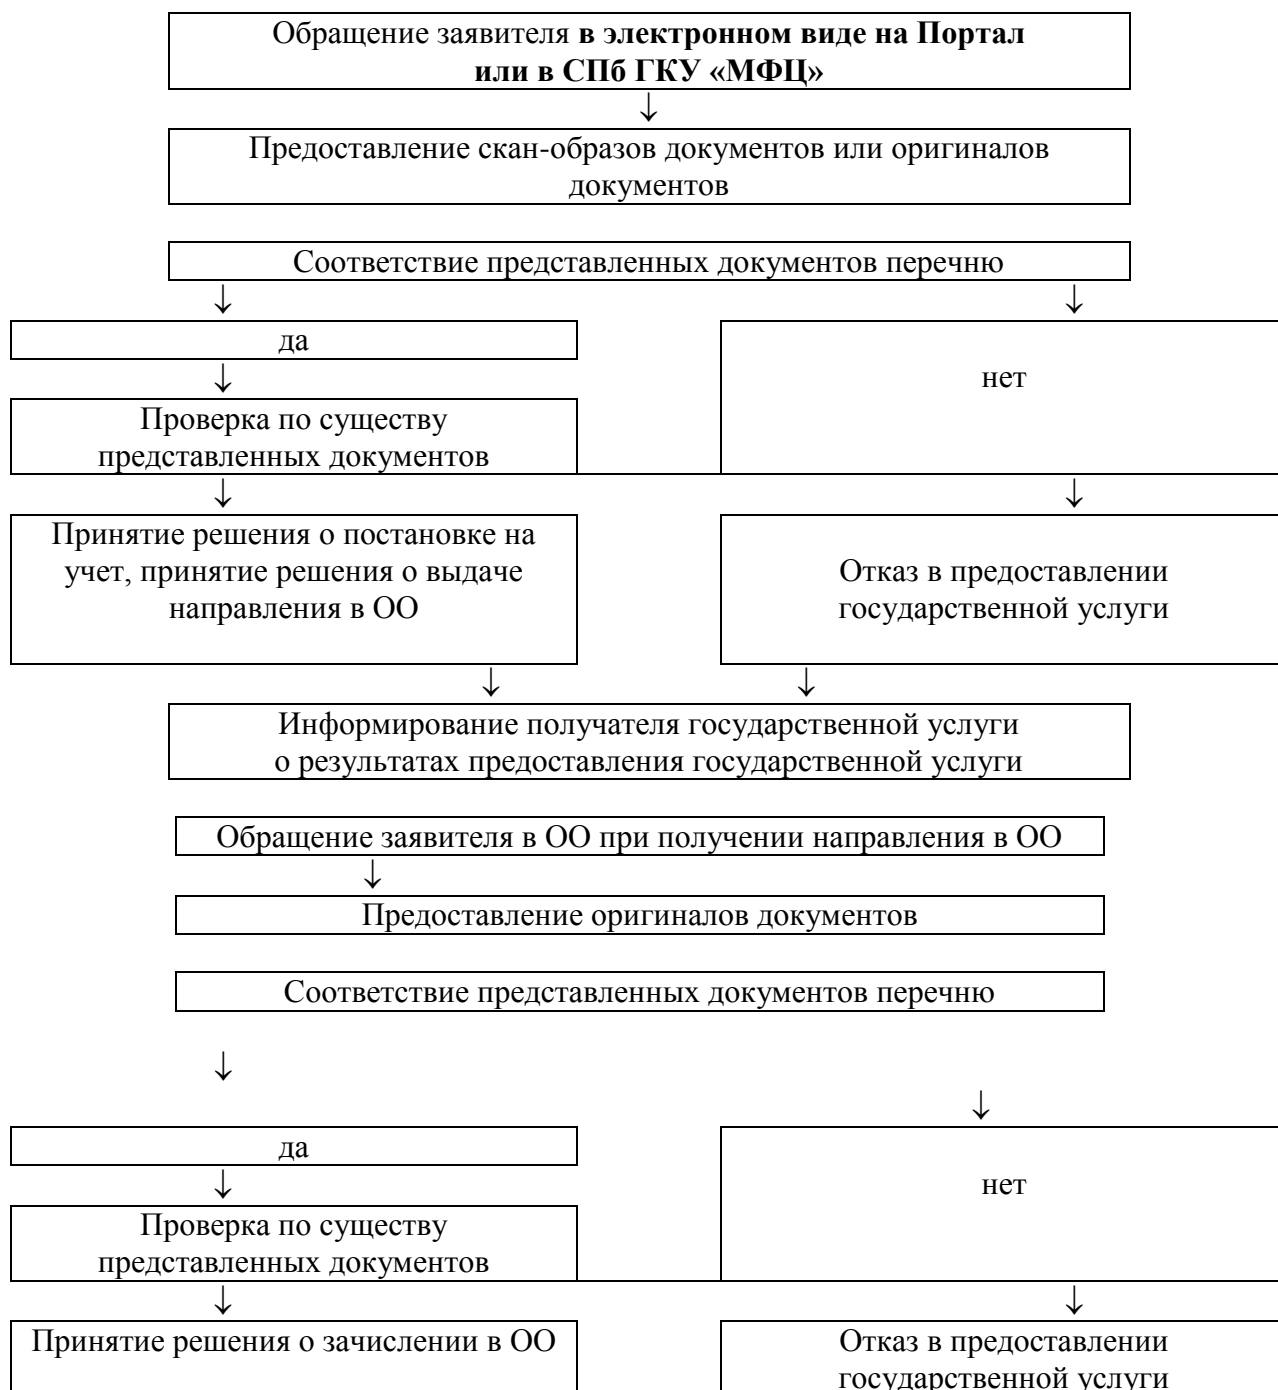 Обращение заявителя в электронном виде на Портал
или в СПб ГКУ «МФЦ»
↓
Предоставление скан-образов документов или оригиналов
документов
Соответствие представленных документов перечню
↓ ↓
да
нет
↓
Проверка по существу
представленных документов
↓ ↓
Принятие решения о постановке на
учет, принятие решения о выдаче
направления в ОО
Отказ в предоставлении
государственной услуги
↓ ↓
Информирование получателя государственной услуги
о результатах предоставления государственной услуги
Обращение заявителя в ОО при получении направления в ОО
↓
Предоставление оригиналов документов
Соответствие представленных документов перечню
↓
↓
да
нет
↓
Проверка по существу
представленных документов
↓ ↓
Принятие решения о зачислении в ОО
Отказ в предоставлении
государственной услуги